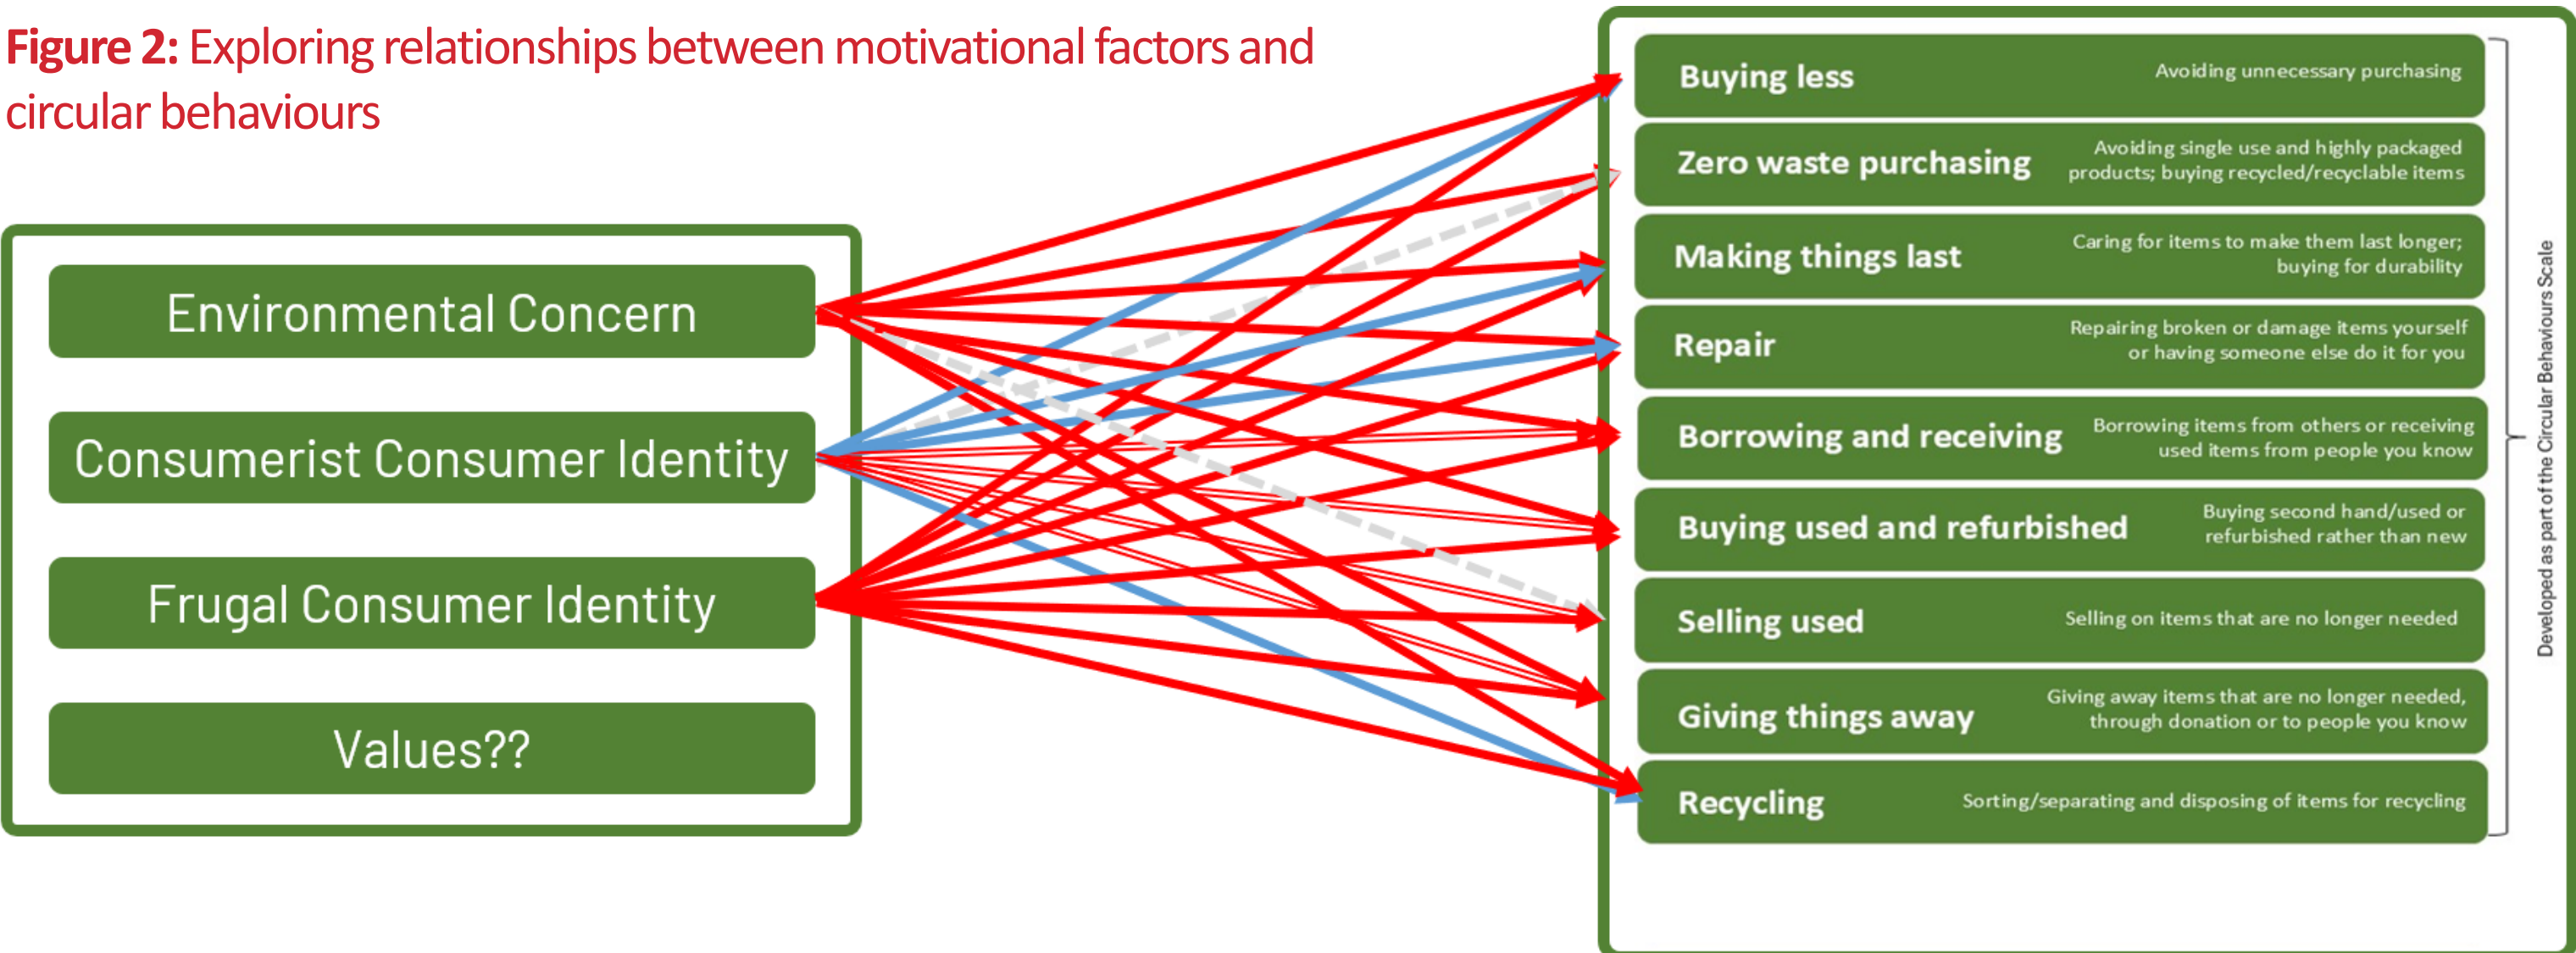 Figure 2: Exploring relationships between motivational factors and
circular behaviours
Environmental Concern
Consumerist Consumer Identity
Frugal Consumer Identity
Values??
Buying less
Avoiding unnecessary purchasing
Zero waste purchasing
Avoiding single use and highly packaged
products; buying recycled/recyclable items
Making things last
Caring for items to make them last longer;
buying for durability
Repair
Repairing broken or damage items yourself
or having someone else do it for you
Borrowing and receiving
Borrowing items from others or receiving
used items from people you know
Buying used and refurbished
Buying second hand/used or
refurbished rather than new
Selling used
Selling on items that are no longer needed
Giving things away
Giving away items that are no longer needed,
through donation or to people you know
Recycling
Sorting/separating and disposing of items for recycling
Developed as part of the Circular Behaviours Scale